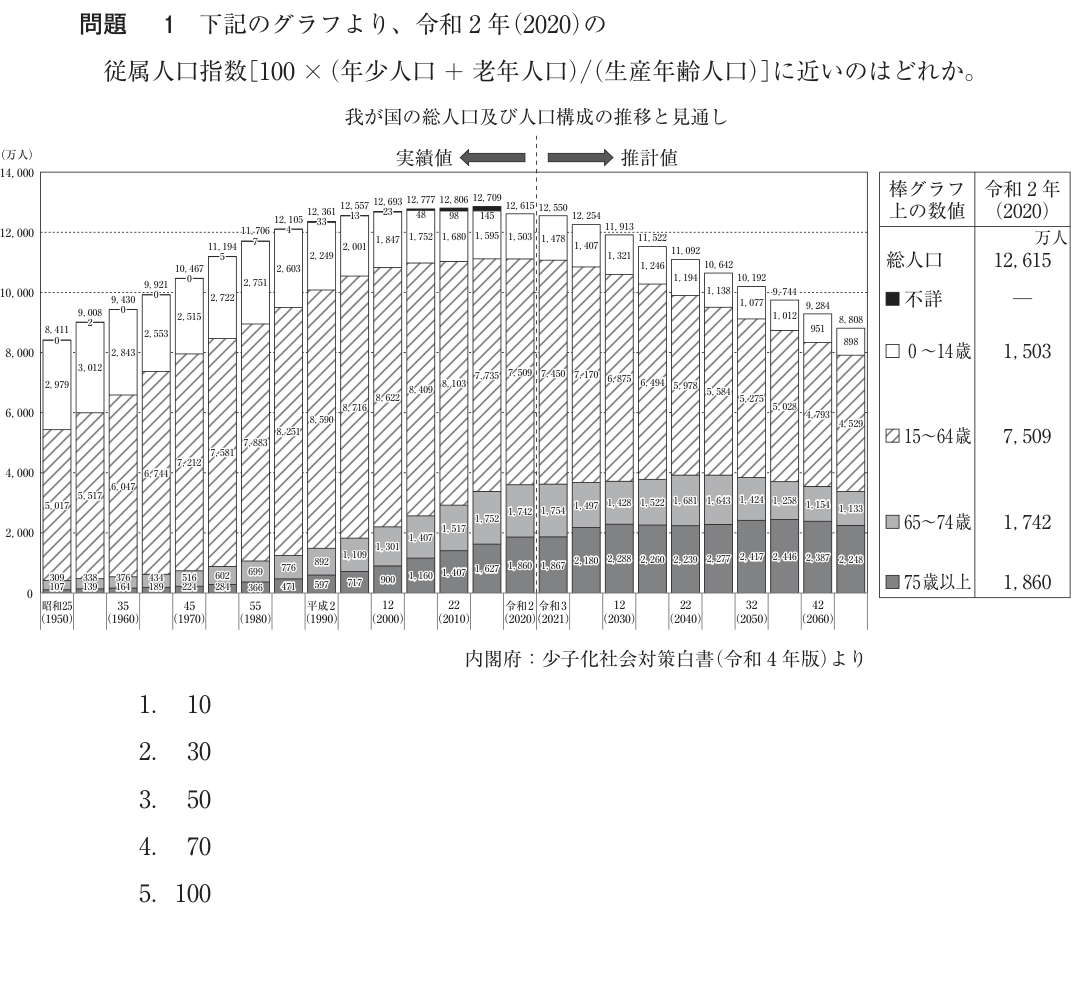 問題 1 下記のグラフより、令和2年(2020)の
従属人口指数[100 × (年少人口 + 老年人口)/(生産年齢人口)]に近いのはどれか。
我が国の総人口及び人口構成の推移と見通し
(万人)
実績値 推計値
14,000
12,000
10,000
8,000
6,000
4,000
2,000
0
8,411 9,008 9,430 9,921 10,467 11,194 11,706 12,105 12,361 12,557 12,693 12,777 12,806 12,709 12,615 12,550 12,254 11,913 11,522 11,092 10,642 10,192 9,744 9,284 8,808
0 2 0 0 0 5 7 4 33 13 23 48 98 145
2,979 3,012 2,843 2,553 2,515 2,722 2,751 2,603 2,249 2,001 1,847 1,752 1,680 1,595 1,503 1,478 1,407 1,321 1,246 1,194 1,138 1,077 1,012 951 898
5,017 5,517 6,047 6,744 7,212 7,581 7,883 8,251 8,590 8,716 8,622 8,409 8,103 7,735 7,509 7,450 7,170 6,875 6,494 5,978 5,584 5,275 5,028 4,793 4,529
309 338 376 434 516 602 699 776 892 1,109 1,301 1,407 1,517 1,752 1,742 1,754 1,497 1,428 1,522 1,681 1,643 1,424 1,258 1,154 1,133
107 139 164 189 224 284 366 471 597 717 900 1,160 1,407 1,627 1,860 1,867 2,180 2,288 2,260 2,239 2,277 2,417 2,446 2,387 2,248
昭和25 35 45 55 平成2 12 22 令和2 令和3 12 22 32 42
(1950) (1960) (1970) (1980) (1990) (2000) (2010) (2020) (2021) (2030) (2040) (2050) (2060)
棒グラフ 令和2年
上の数値 (2020)
万人
総人口 12,615
不詳 —
0〜14歳 1,503
15〜64歳 7,509
65〜74歳 1,742
75歳以上 1,860
内閣府：少子化社会対策白書(令和4年版)より
1. 10
2. 30
3. 50
4. 70
5. 100